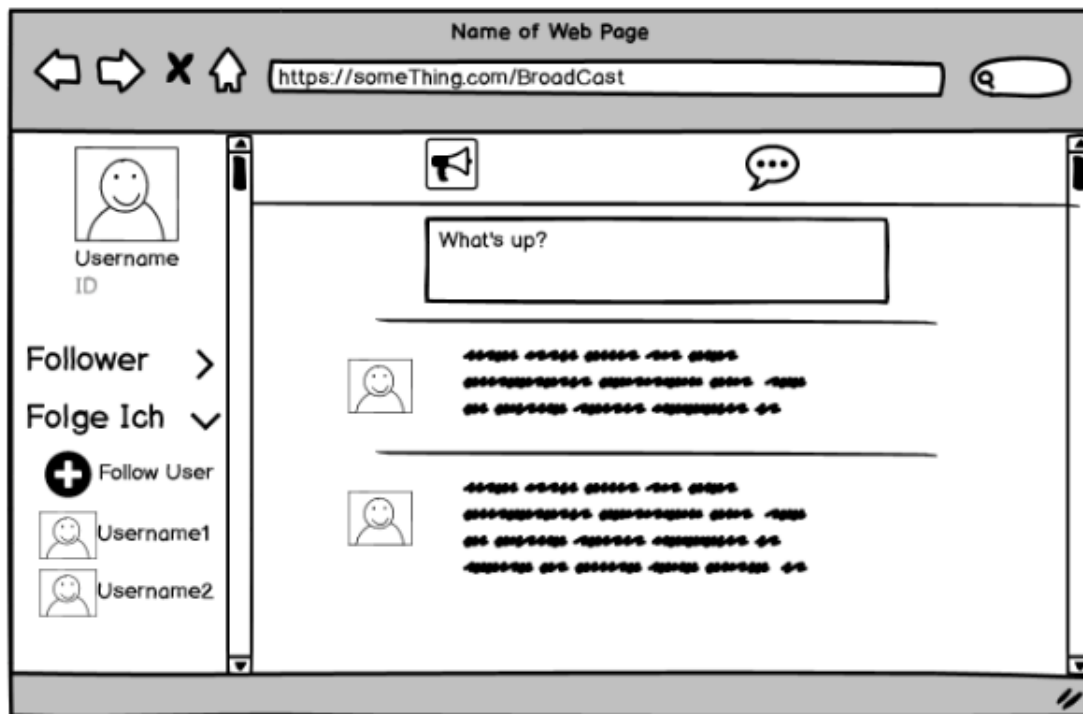 Name of Web Page
https://someThing.com/BroadCast
Username
ID
Follower
Folge Ich
Follow User
Username1
Username2
What's up?